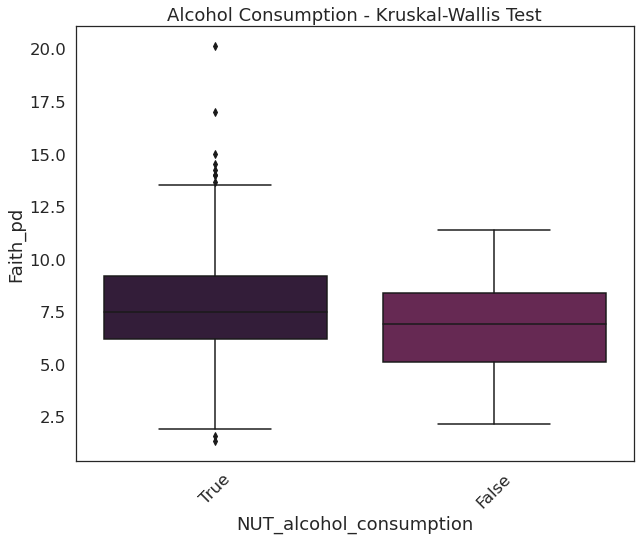 Alcohol Consumption - Kruskal-Wallis Test
20.0
17.5
15.0
12.5
10.0
7.5
5.0
2.5
Faith_pd
True
False
NUT_alcohol_consumption